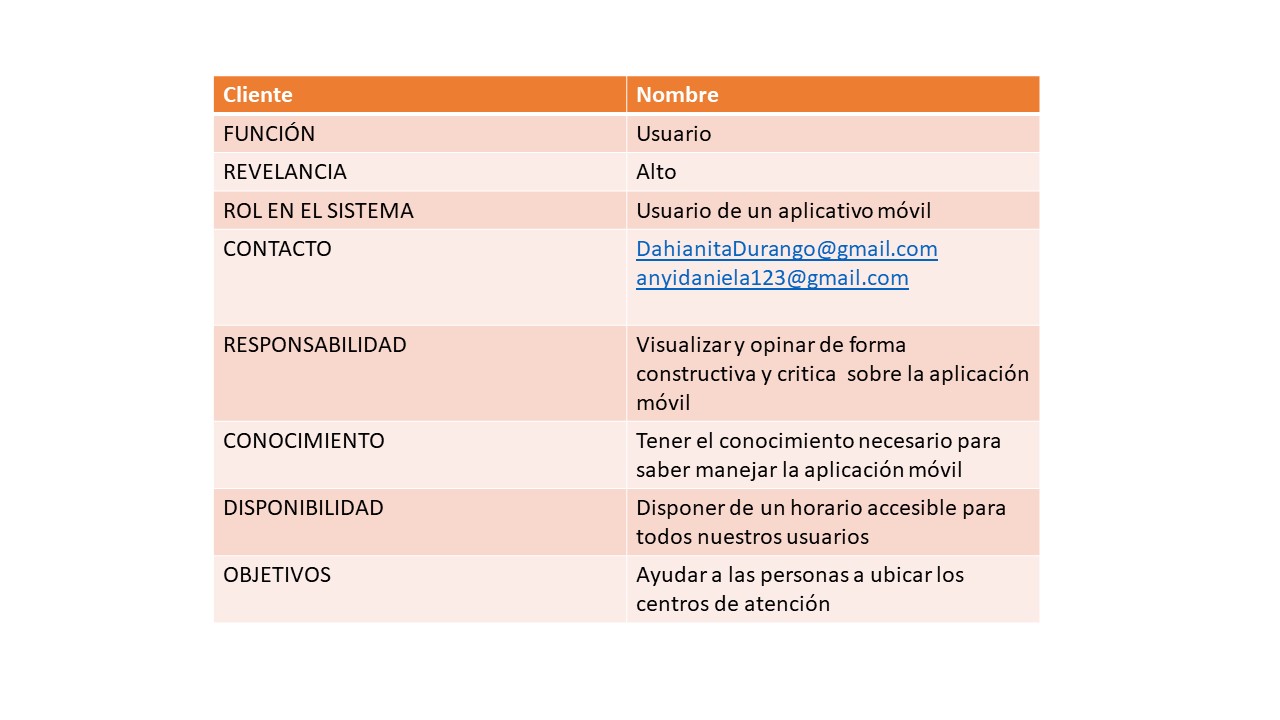 Cliente Nombre
FUNCIÓN Usuario
REVELANCIA Alto
ROL EN EL SISTEMA Usuario de un aplicativo móvil
CONTACTO DahianitaDurango@gmail.com
anyidaniela123@gmail.com
RESPONSABILIDAD Visualizar y opinar de forma
constructiva y critica  sobre la aplicación
móvil
CONOCIMIENTO Tener el conocimiento necesario para
saber manejar la aplicación móvil
DISPONIBILIDAD Disponer de un horario accesible para
todos nuestros usuarios
OBJETIVOS Ayudar a las personas a ubicar los
centros de atención